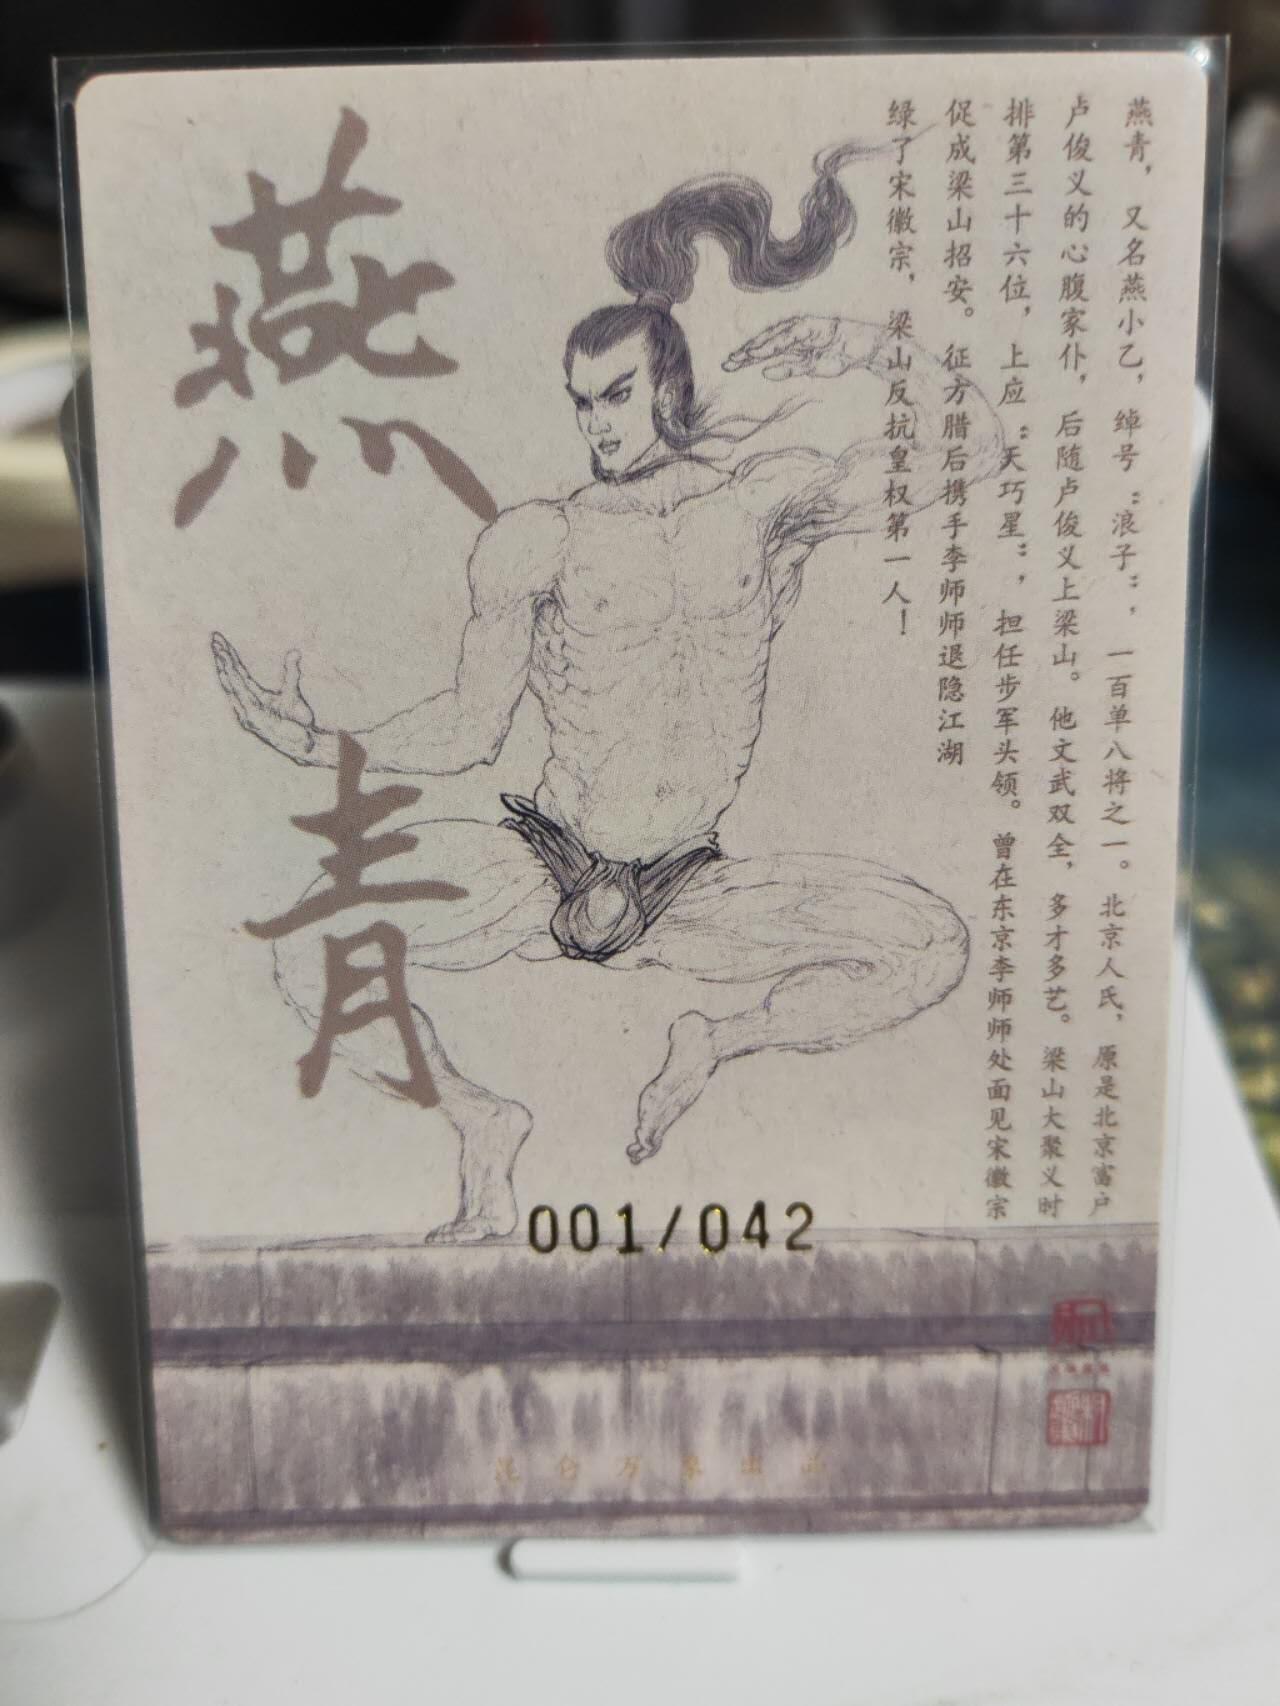 燕青
燕青，又名燕小乙，绰号“浪子”，一百单八将之一。北京人氏，原是北京富户
卢俊义的心腹家仆，后随卢俊义上梁山。他文武双全，多才多艺。梁山大聚义时
排第三十六位，上应“天巧星”，担任步军头领。曾在东京李师师处面见宋徽宗
促成梁山招安。征方腊后携手李师师退隐江湖
绿了宋徽宗，梁山反抗皇权第一人！
001/042
昆仑万象出品